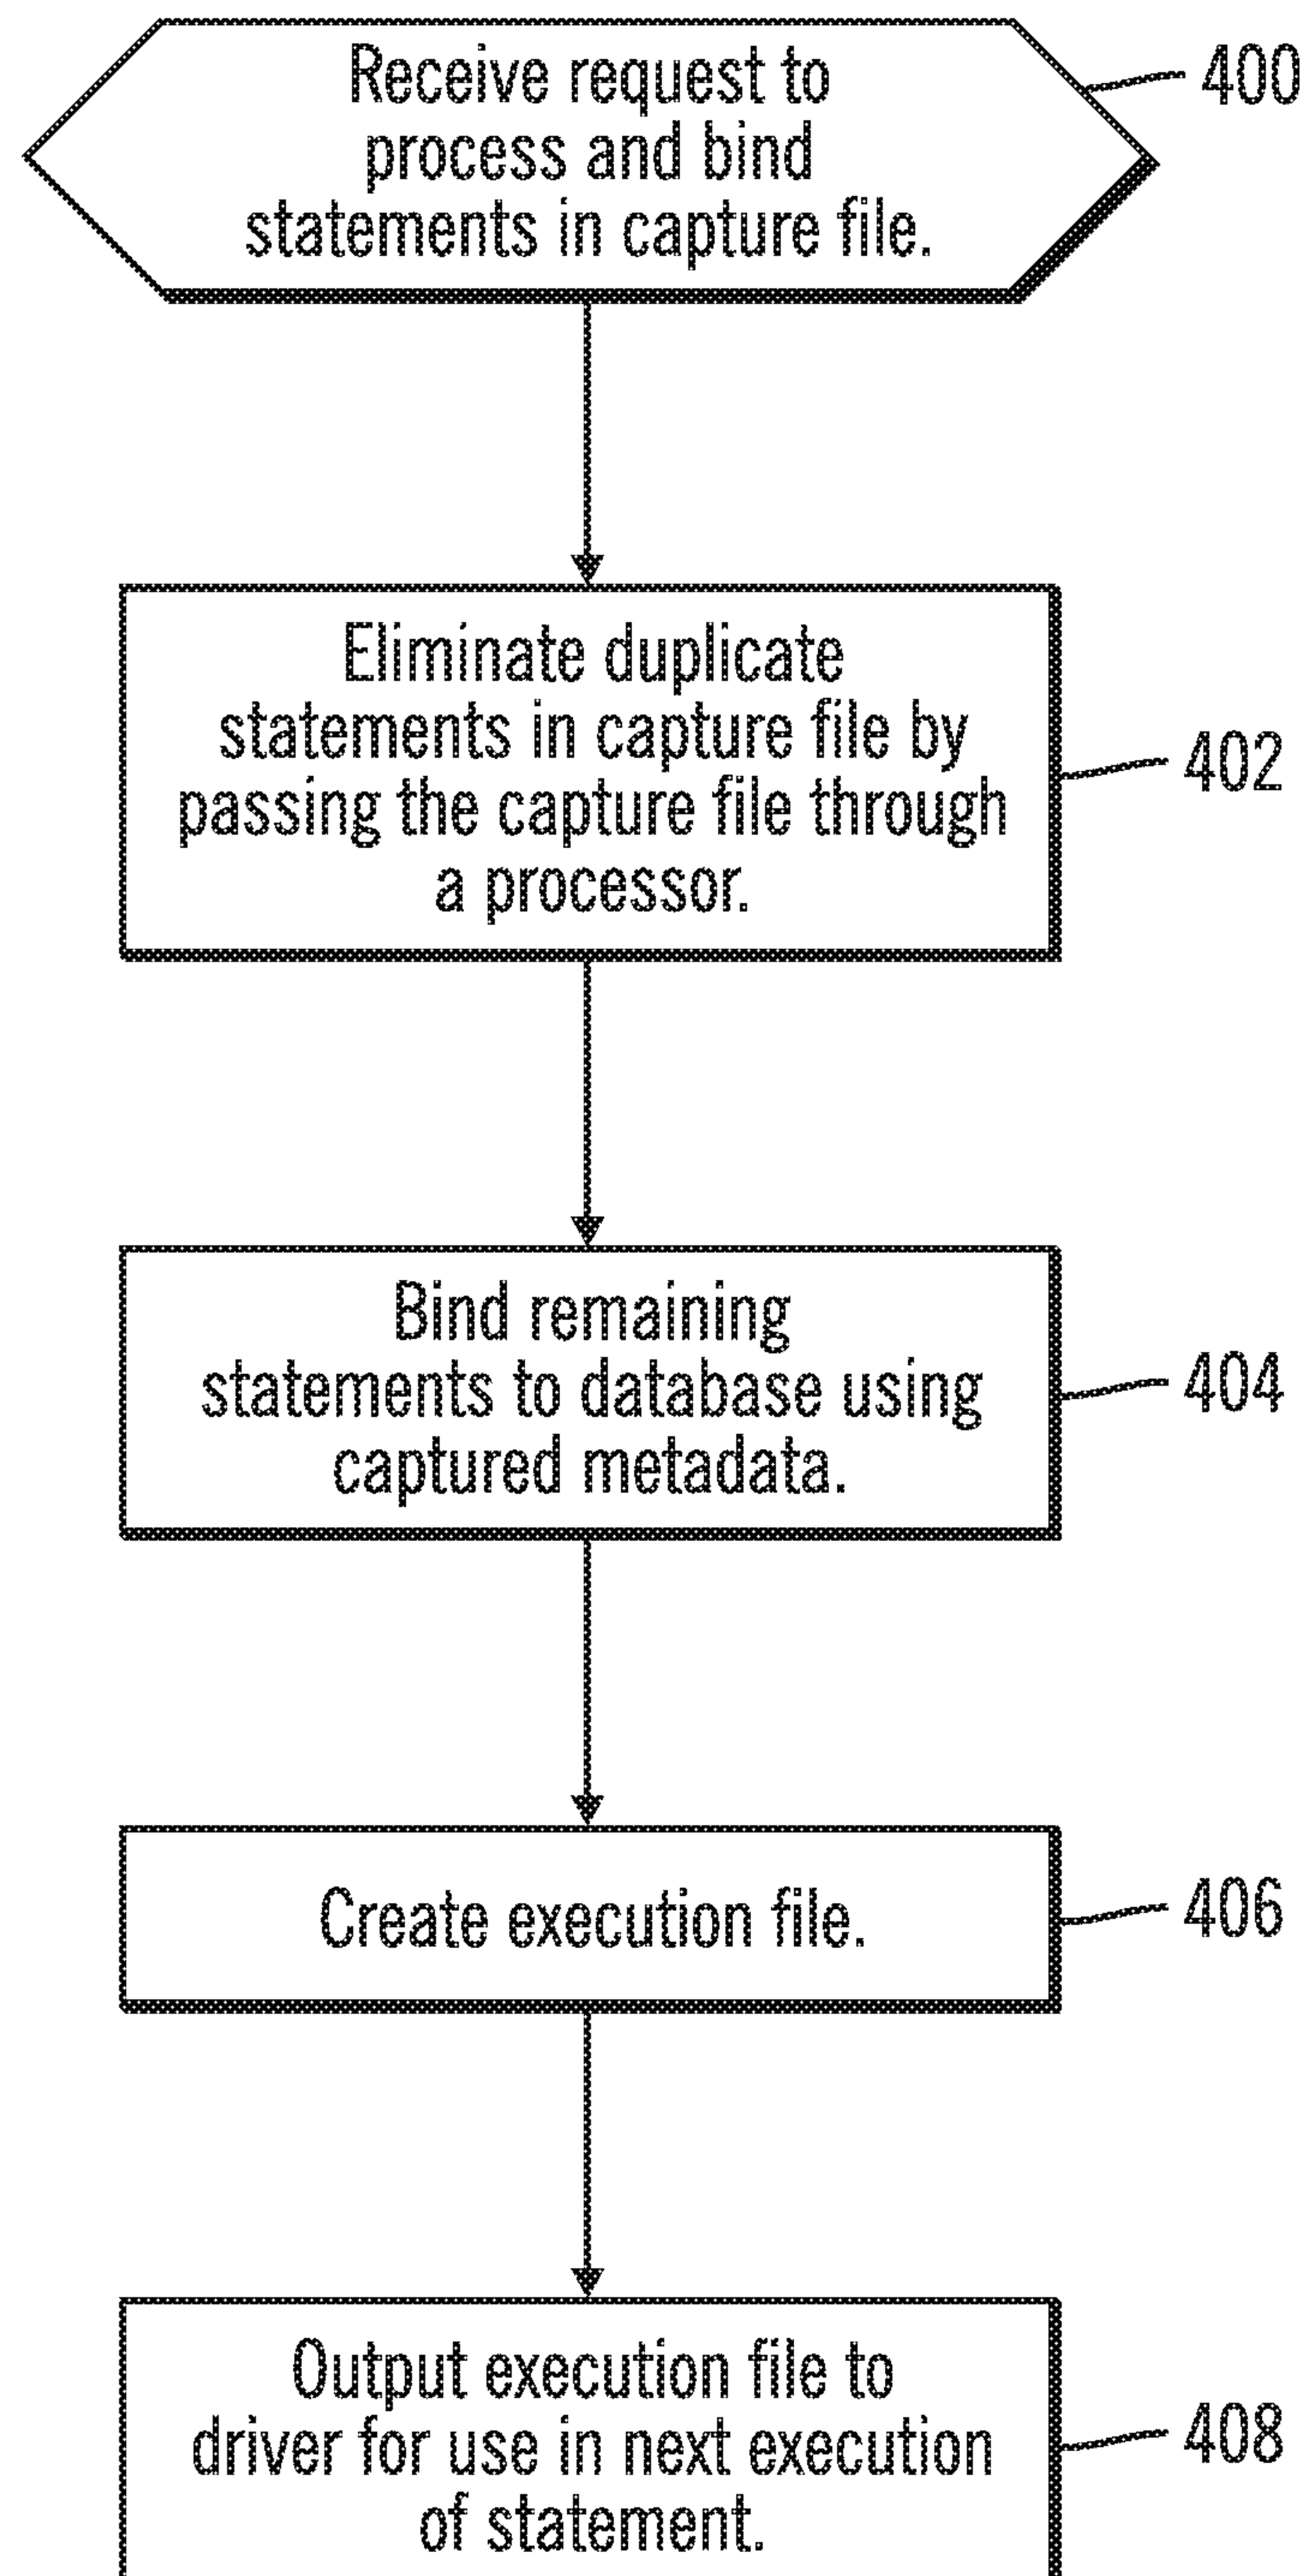 Receive request to
process and bind
statements in capture file.
400
Eliminate duplicate
statements in capture file by
passing the capture file through
a processor.
402
Bind remaining
statements to database using
captured metadata.
404
Create execution file.
406
Output execution file to
driver for use in next execution
of statement.
408